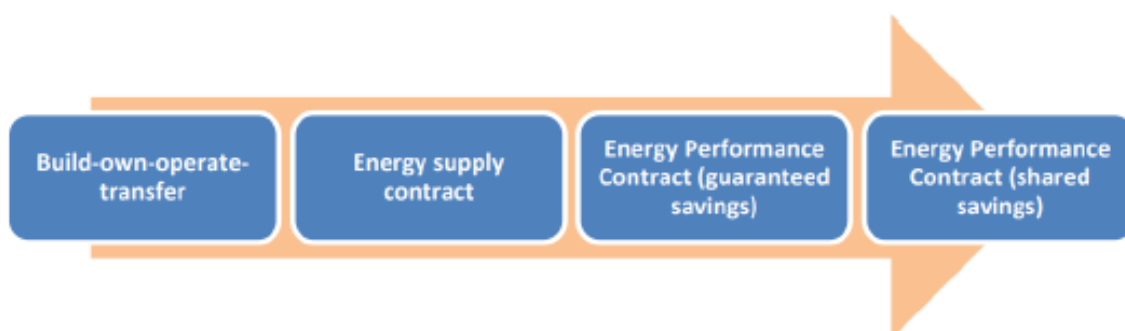 Build-own-operate-
transfer
Energy supply
contract
Energy Performance
Contract (guaranteed
savings)
Energy Performance
Contract (shared
savings)